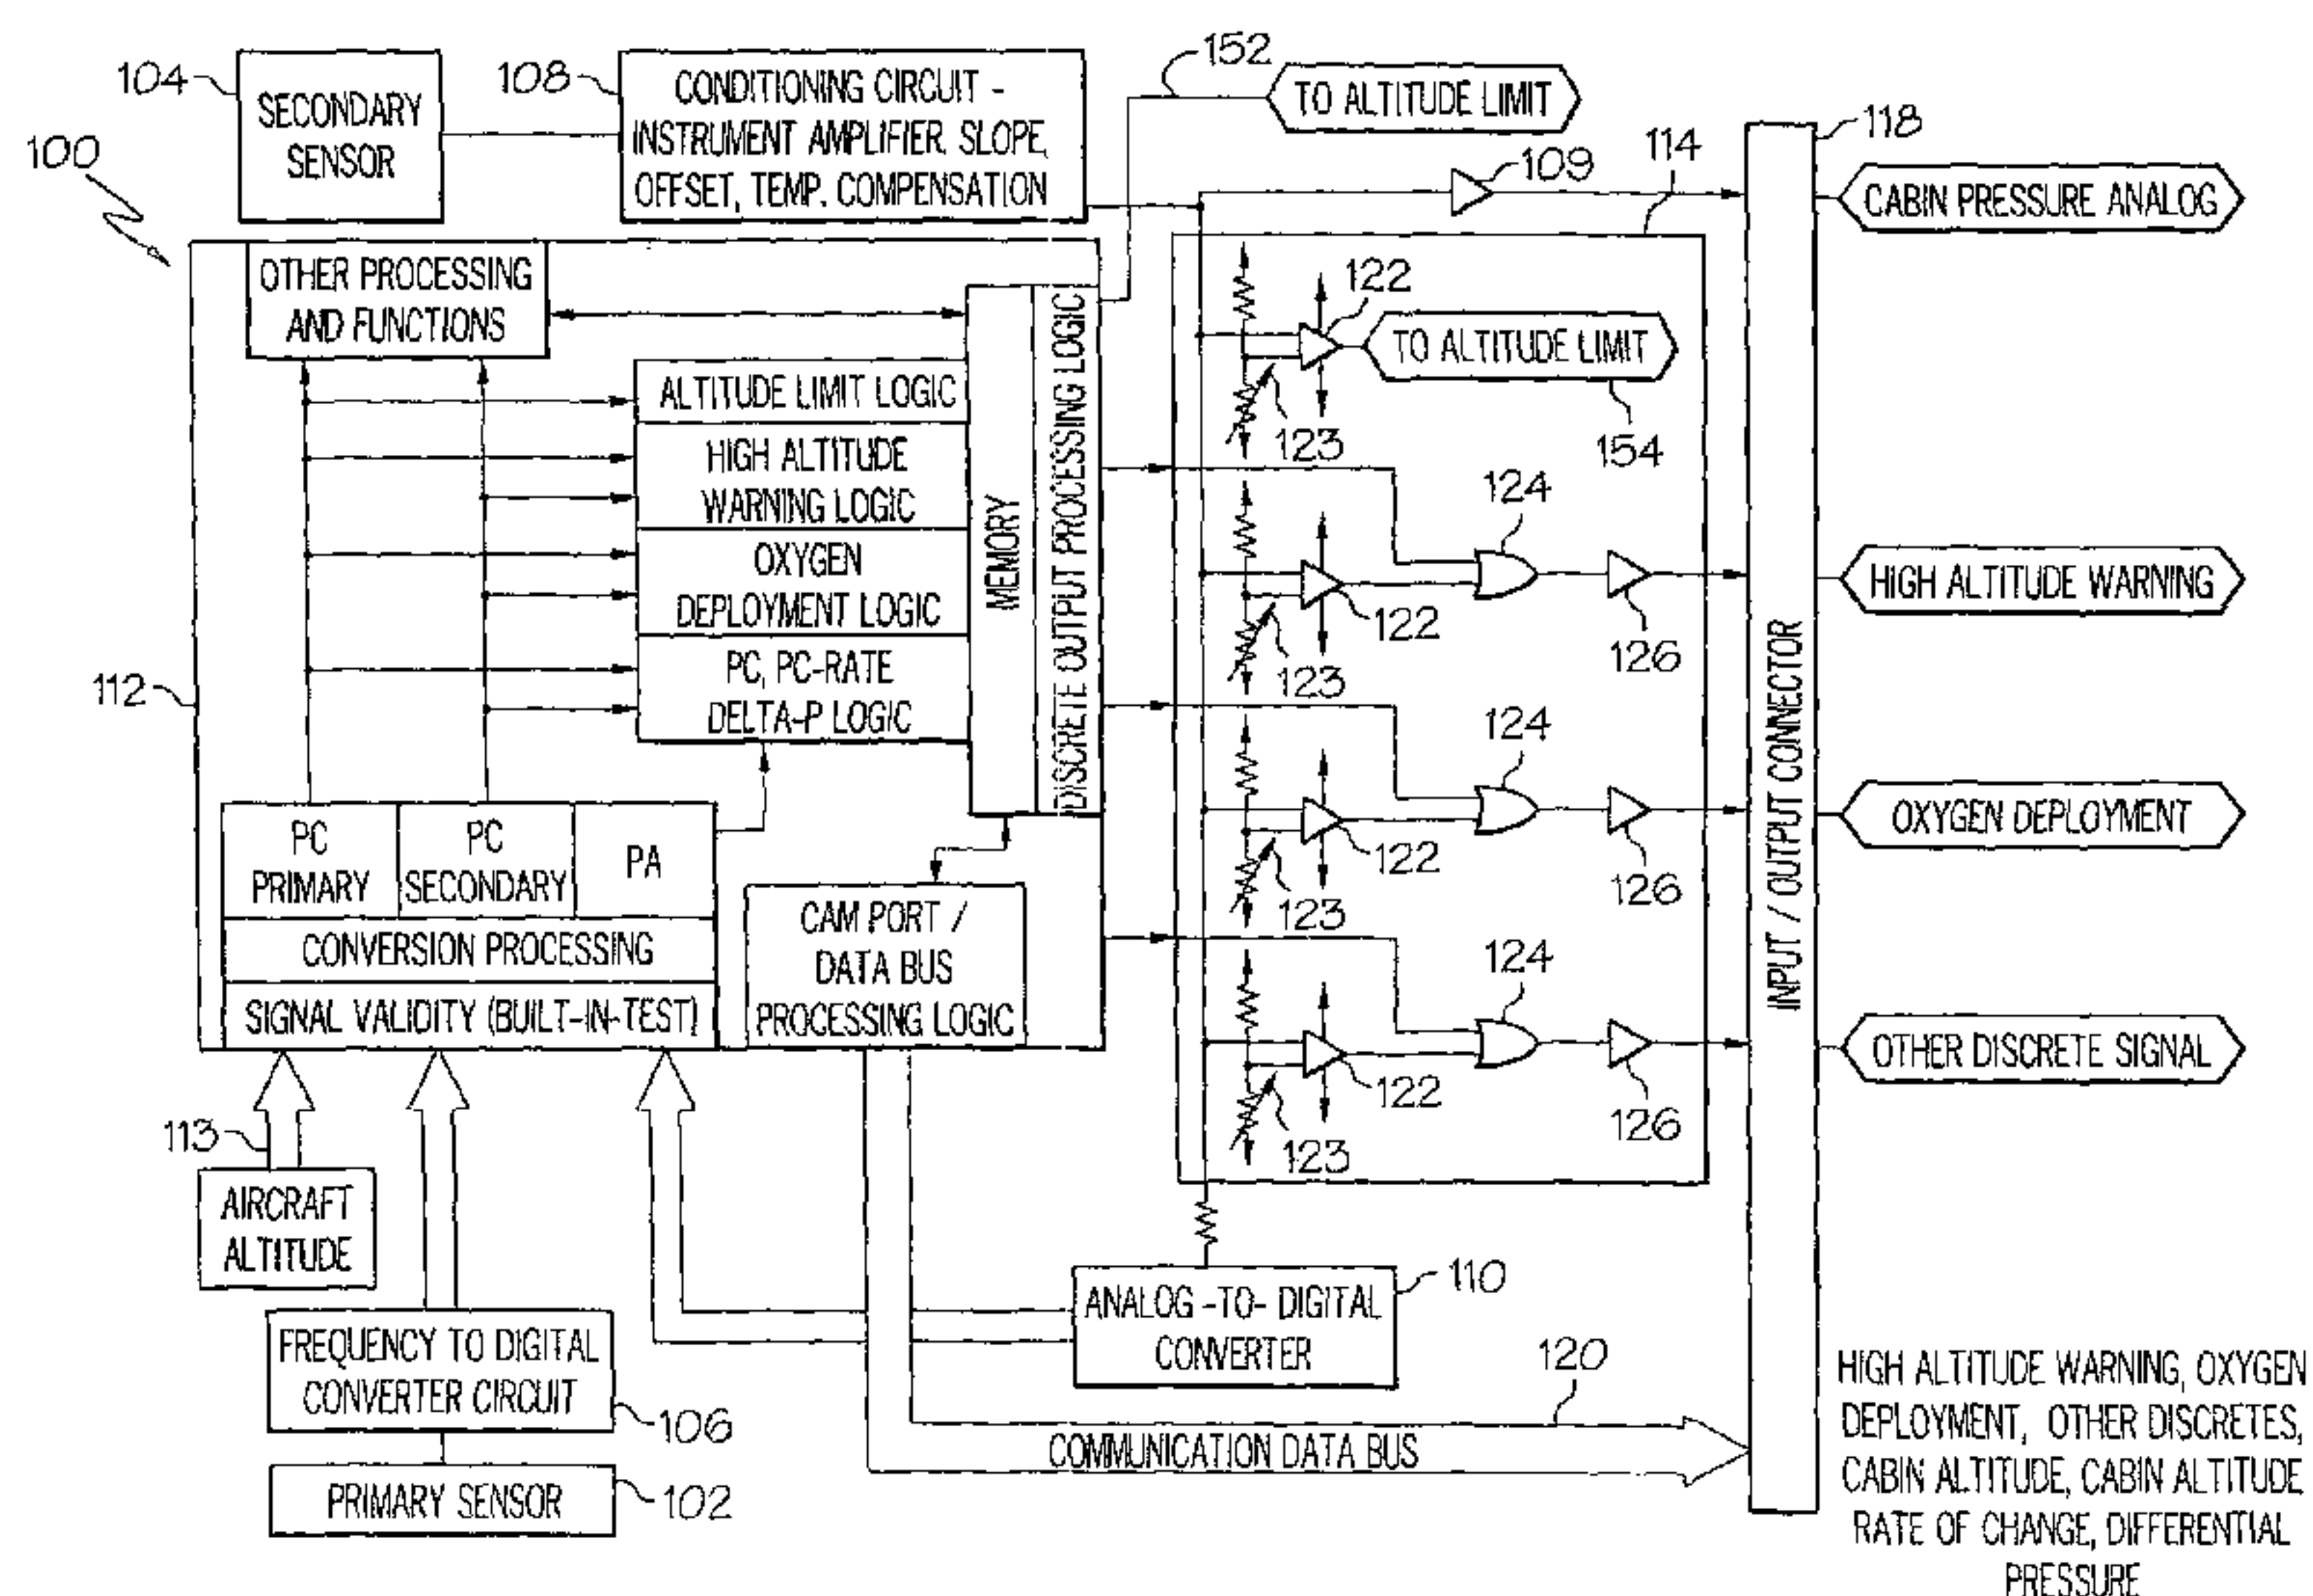 100
104
SECONDARY
SENSOR
108
CONDITIONING CIRCUIT -
INSTRUMENT AMPLIFIER, SLOPE,
OFFSET, TEMP. COMPENSATION
152
TO ALTITUDE LIMIT
109
114
118
CABIN PRESSURE ANALOG
112
OTHER PROCESSING
AND FUNCTIONS
ALTITUDE LIMIT LOGIC
HIGH ALTITUDE
WARNING LOGIC
OXYGEN
DEPLOYMENT LOGIC
PC, PC-RATE
DELTA-P LOGIC
MEMORY
DISCRETE OUTPUT PROCESSING LOGIC
PC
PRIMARY
PC
SECONDARY
PA
CONVERSION PROCESSING
SIGNAL VALIDITY (BUILT-IN-TEST)
CAM PORT /
DATA BUS
PROCESSING LOGIC
122
TO ALTITUDE LIMIT
123
154
124
122
123
126
HIGH ALTITUDE WARNING
124
122
123
126
OXYGEN DEPLOYMENT
124
122
123
126
OTHER DISCRETE SIGNAL
INPUT / OUTPUT CONNECTOR
113
AIRCRAFT
ALTITUDE
FREQUENCY TO DIGITAL
CONVERTER CIRCUIT
106
PRIMARY SENSOR
102
ANALOG -TO- DIGITAL
CONVERTER
110
120
COMMUNICATION DATA BUS
HIGH ALTITUDE WARNING, OXYGEN
DEPLOYMENT, OTHER DISCRETES,
CABIN ALTITUDE, CABIN ALTITUDE
RATE OF CHANGE, DIFFERENTIAL
PRESSURE